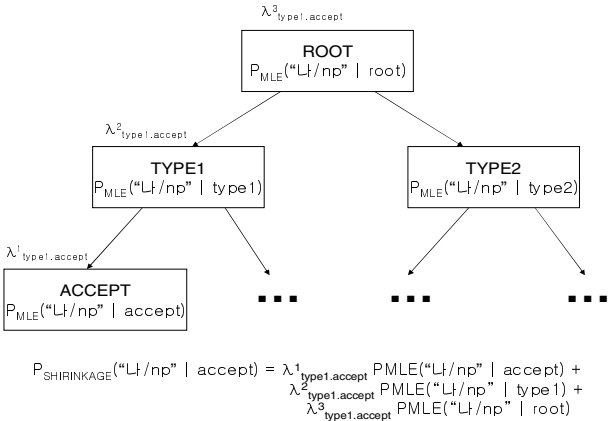 λ³type1.accept
ROOT
PMLE(“나/np” | root)
λ²type1.accept
TYPE1
PMLE(“나/np” | type1)
TYPE2
PMLE(“나/np” | type2)
λ¹type1.accept
ACCEPT
PMLE(“나/np” | accept)
...
...
...
PSHIRINKAGE(“나/np” | accept) = λ¹type1.accept PMLE(“나/np” | accept) +
λ²type1.accept PMLE(“나/np” | type1) +
λ³type1.accept PMLE(“나/np” | root)